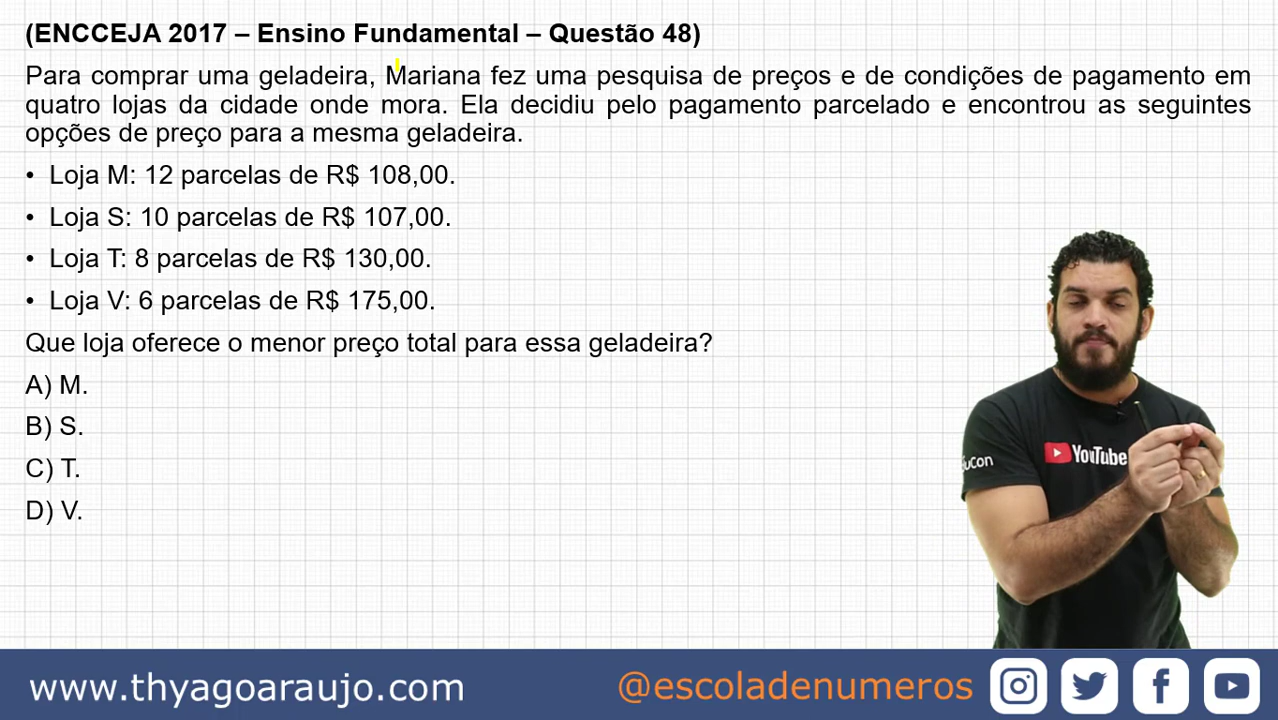 (ENCCEJA 2017 – Ensino Fundamental – Questão 48)
Para comprar uma geladeira, Mariana fez uma pesquisa de preços e de condições de pagamento em
quatro lojas da cidade onde mora. Ela decidiu pelo pagamento parcelado e encontrou as seguintes
opções de preço para a mesma geladeira.
• Loja M: 12 parcelas de R$ 108,00.
• Loja S: 10 parcelas de R$ 107,00.
• Loja T: 8 parcelas de R$ 130,00.
• Loja V: 6 parcelas de R$ 175,00.
Que loja oferece o menor preço total para essa geladeira?
A) M.
B) S.
C) T.
D) V.
YouTube
www.thyagoaraujo.com @escoladenumeros